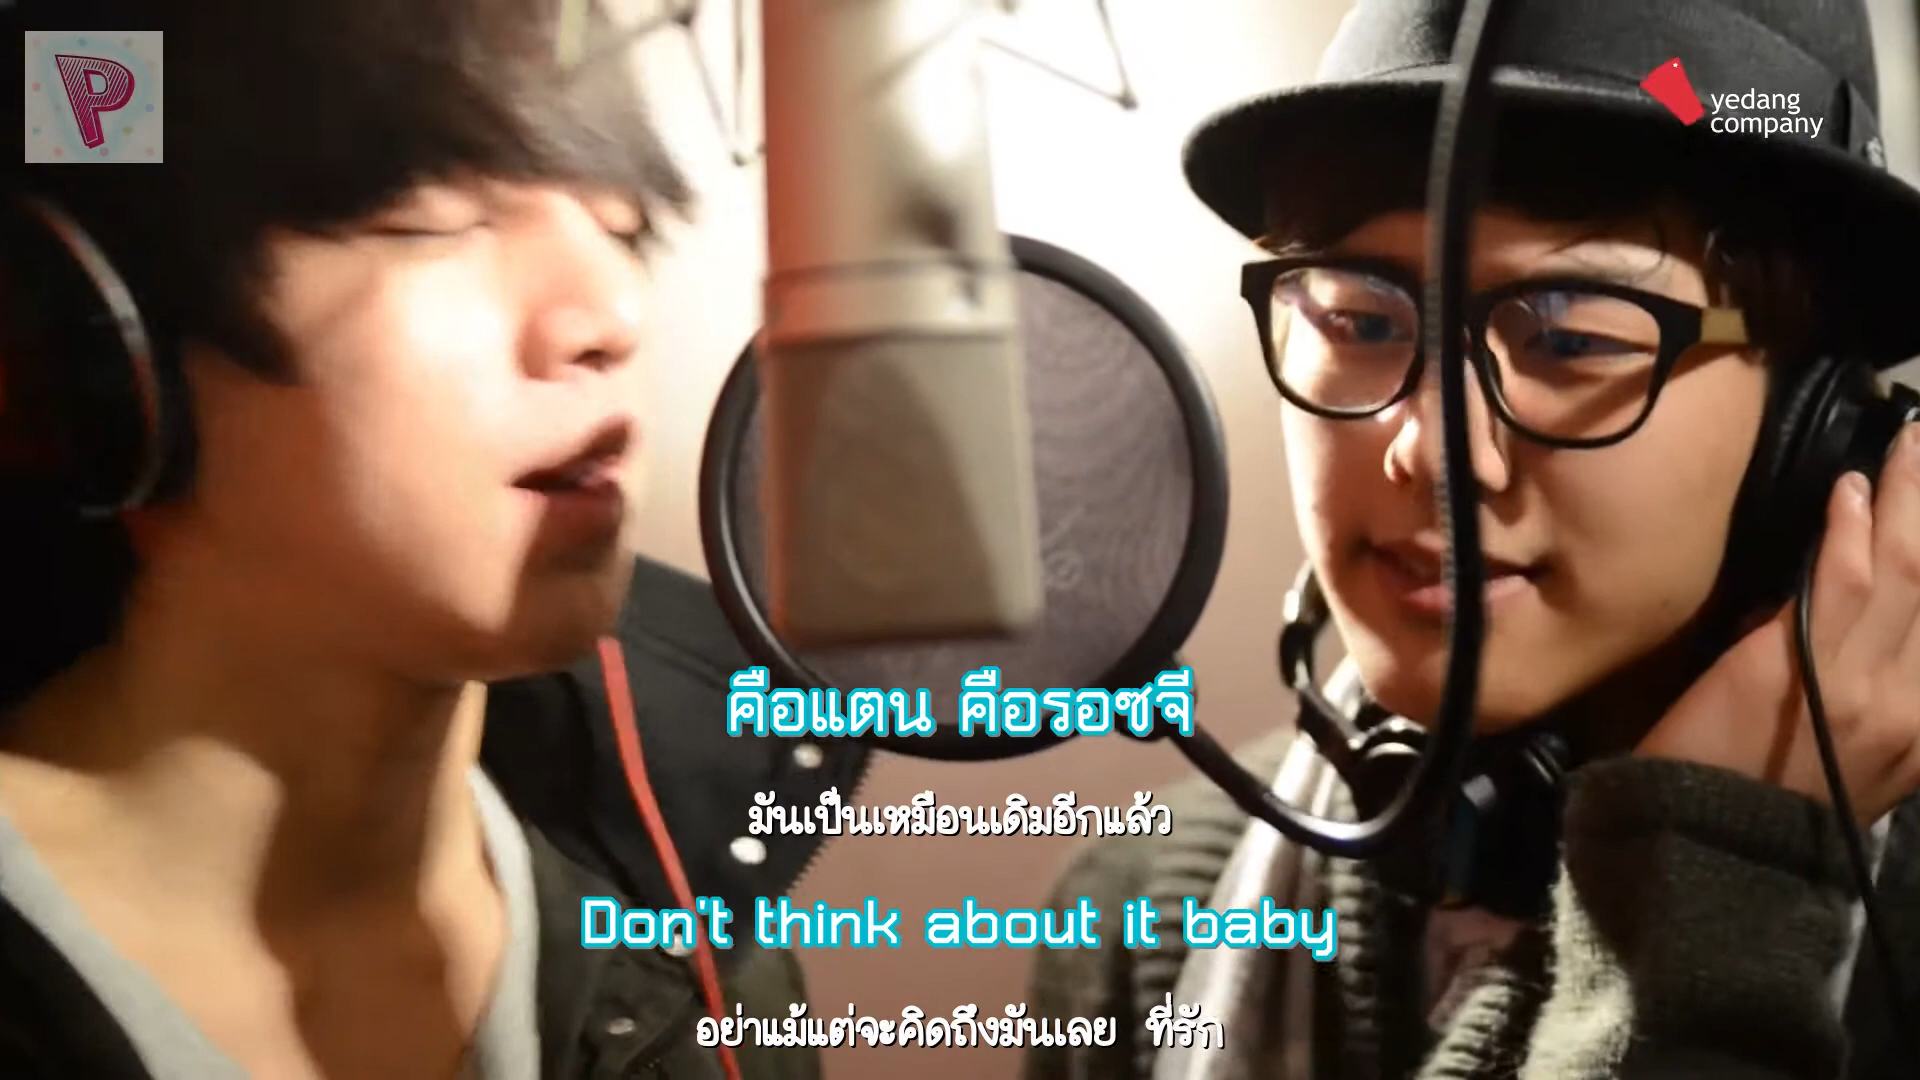 P
yedang
company
คือแตน คือรอซจี
มันเป็นเหมือนเดิมอีกแล้ว
Don't think about it baby
อย่าแม้แต่จะคิดถึงมันเลย ที่รัก